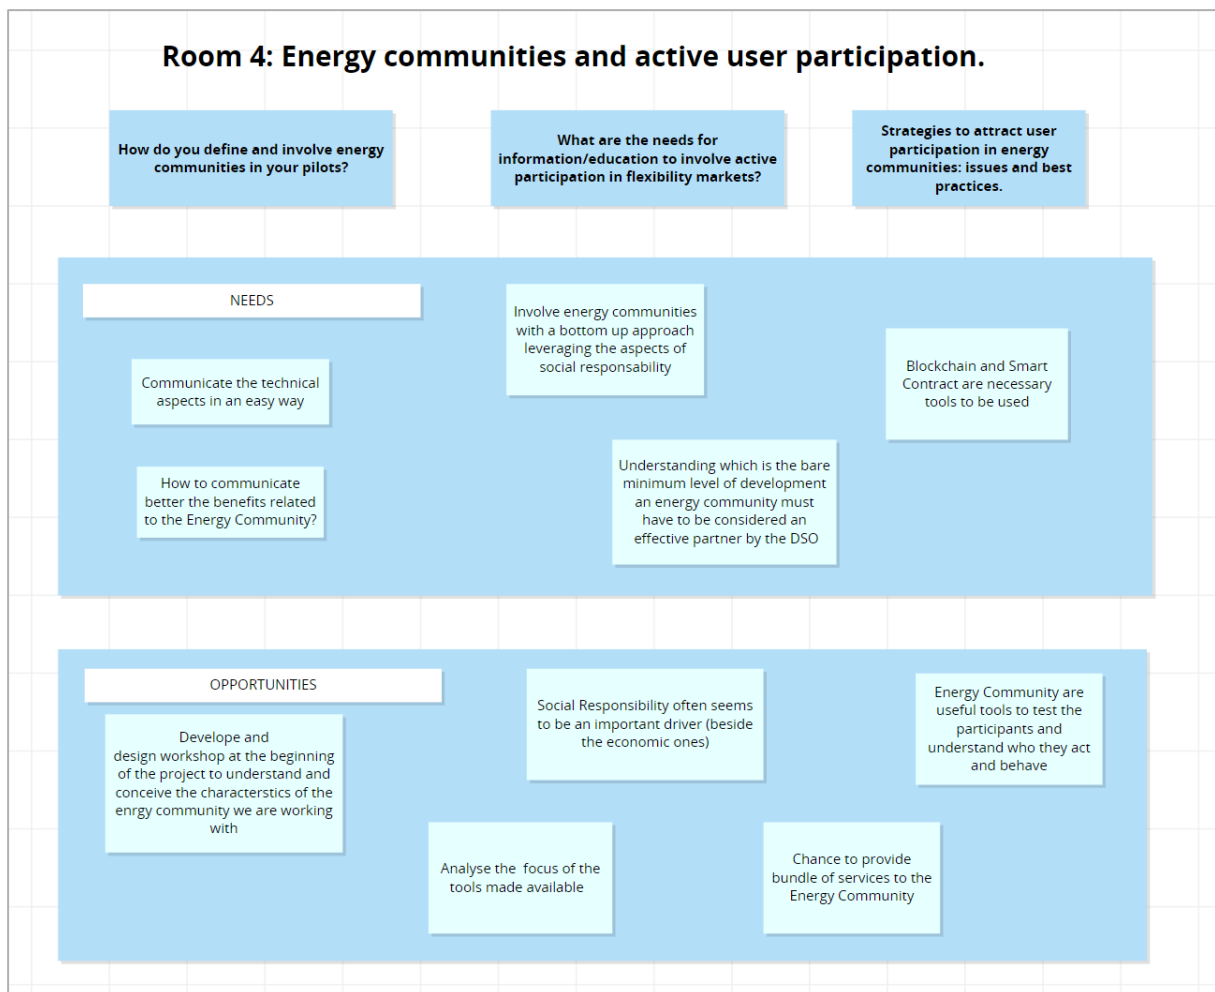 Room 4: Energy communities and active user participation.
How do you define and involve energy
communities in your pilots?
What are the needs for
information/education to involve active
participation in flexibility markets?
Strategies to attract user
participation in energy
communities: issues and best
practices.
NEEDS
Communicate the technical
aspects in an easy way
How to communicate
better the benefits related
to the Energy Community?
Involve energy communities
with a bottom up approach
leveraging the aspects of
social responsability
Understanding which is the bare
minimum level of development
an energy community must
have to be considered an
effective partner by the DSO
Blockchain and Smart
Contract are necessary
tools to be used
OPPORTUNITIES
Develope and
design workshop at the beginning
of the project to understand and
conceive the characterstics of the
enrgy community we are working
with
Social Responsibility often seems
to be an important driver (beside
the economic ones)
Analyse the focus of the
tools made available
Energy Community are
useful tools to test the
participants and
understand who they act
and behave
Chance to provide
bundle of services to the
Energy Community